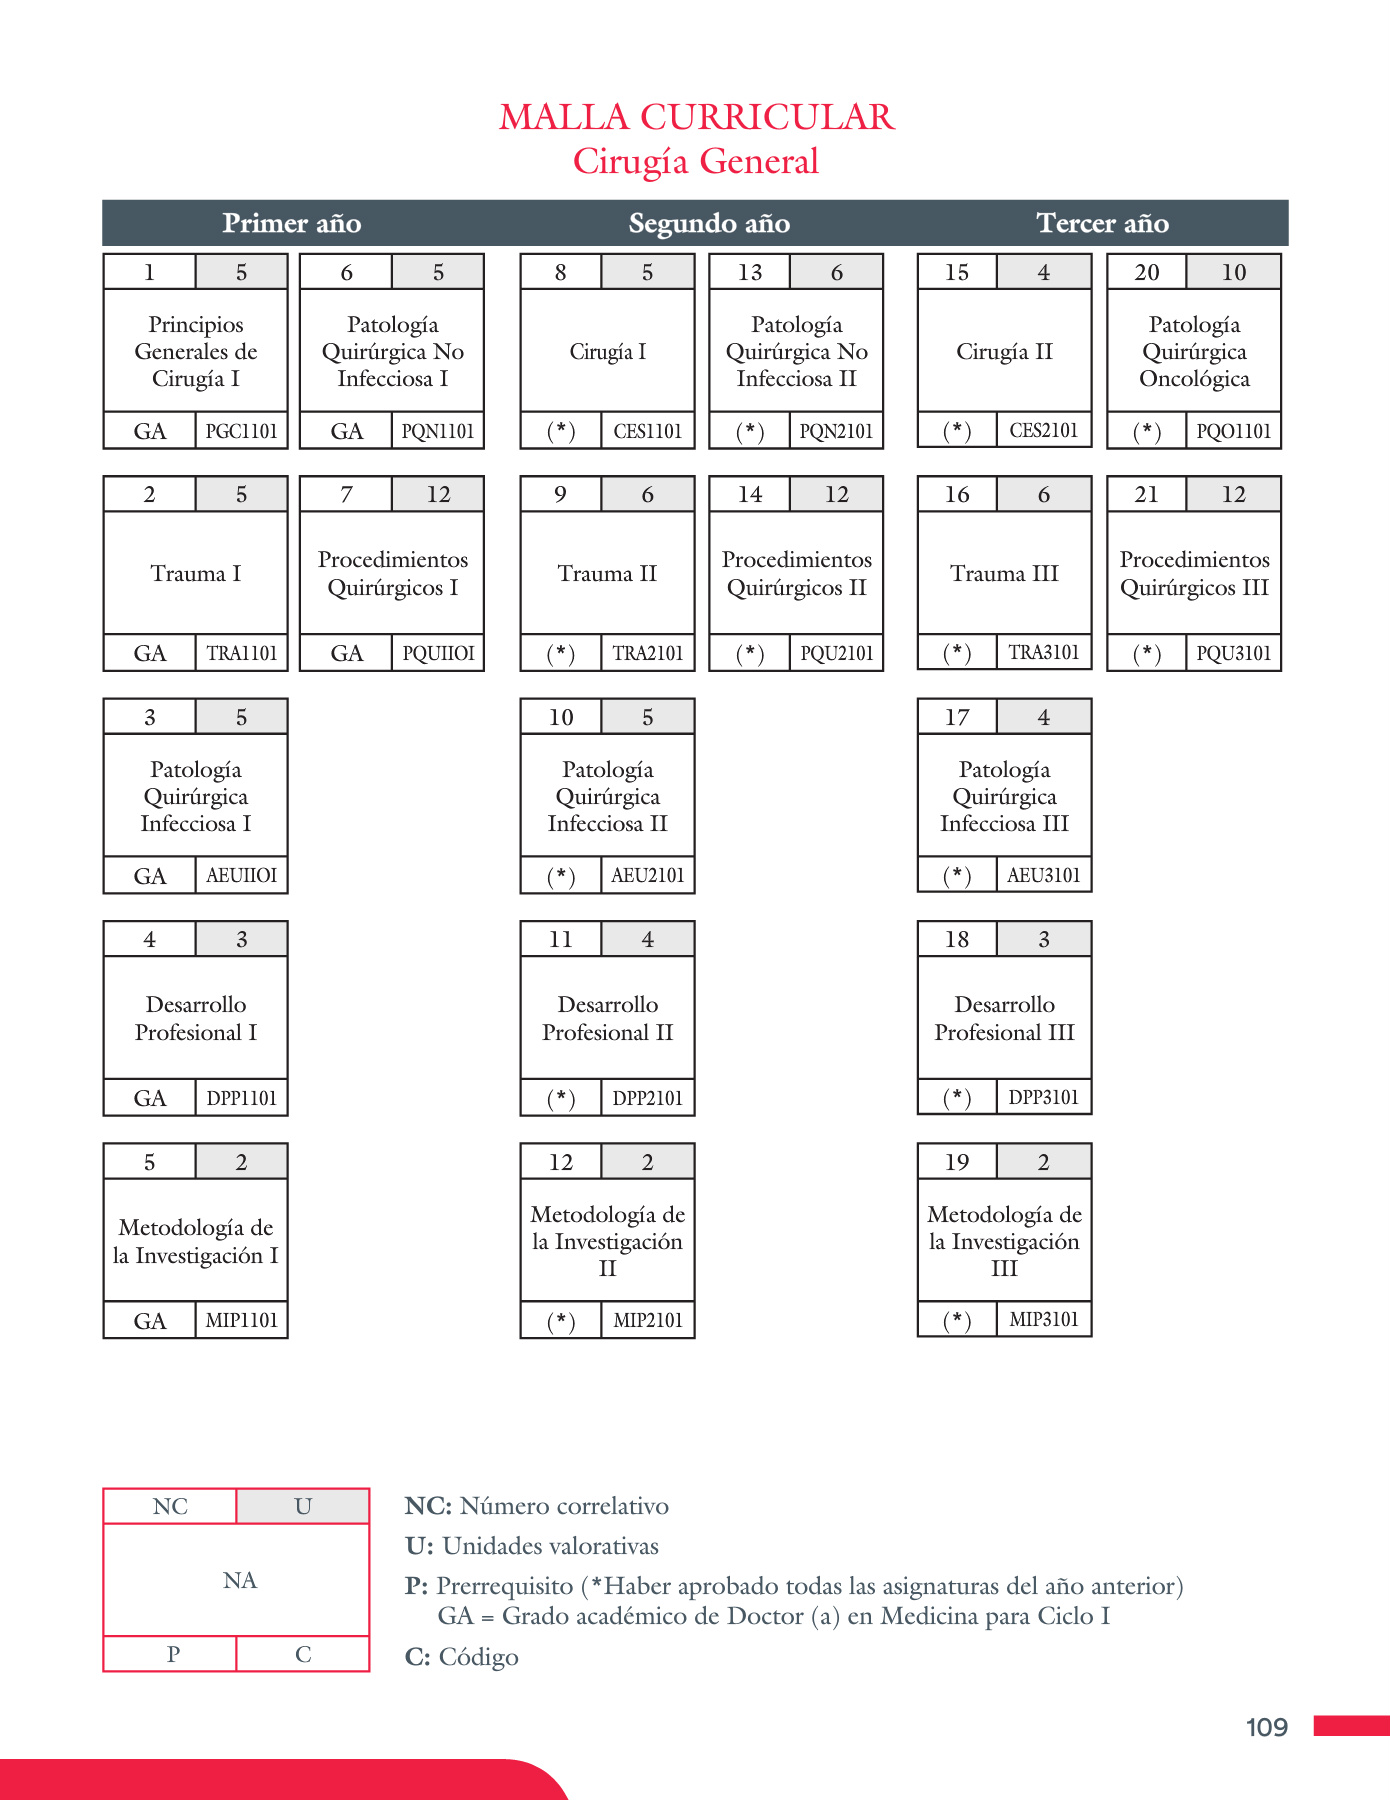 MALLA CURRICULAR
Cirugía General
Primer año Segundo año Tercer año
1 5
Principios
Generales de
Cirugía I
GA PGC1101
6 5
Patología
Quirúrgica No
Infecciosa I
GA PQN1101
8 5
Cirugía I
(*) CES1101
13 6
Patología
Quirúrgica No
Infecciosa II
(*) PQN2101
15 4
Cirugía II
(*) CES2101
20 10
Patología
Quirúrgica
Oncológica
(*) PQO1101
2 5
Trauma I
GA TRA1101
7 12
Procedimientos
Quirúrgicos I
GA PQUIIOI
9 6
Trauma II
(*) TRA2101
14 12
Procedimientos
Quirúrgicos II
(*) PQU2101
16 6
Trauma III
(*) TRA3101
21 12
Procedimientos
Quirúrgicos III
(*) PQU3101
3 5
Patología
Quirúrgica
Infecciosa I
GA AEUIIOI
10 5
Patología
Quirúrgica
Infecciosa II
(*) AEU2101
17 4
Patología
Quirúrgica
Infecciosa III
(*) AEU3101
4 3
Desarrollo
Profesional I
GA DPP1101
11 4
Desarrollo
Profesional II
(*) DPP2101
18 3
Desarrollo
Profesional III
(*) DPP3101
5 2
Metodología de
la Investigación I
GA MIP1101
12 2
Metodología de
la Investigación
II
(*) MIP2101
19 2
Metodología de
la Investigación
III
(*) MIP3101
NC U
NA
P C
NC: Número correlativo
U: Unidades valorativas
P: Prerrequisito (*Haber aprobado todas las asignaturas del año anterior)
GA = Grado académico de Doctor (a) en Medicina para Ciclo I
C: Código
109